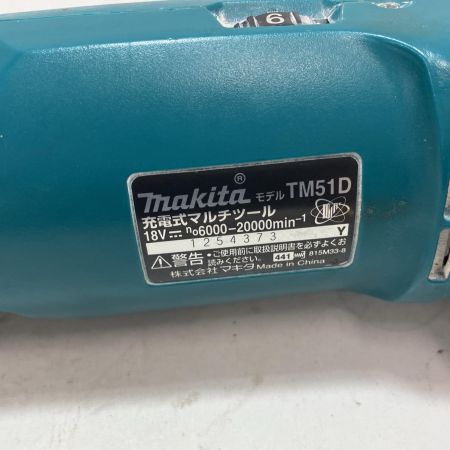 6
makita® モデル TM51D
充電式マルチツール
18V⎓ n₀6000-20000min⁻¹
1254373 Y
⚠警告 ・ご使用前に取扱説明書を必ずよくお
読みください。 441 815M33-8
株式会社 マキタ Made in China